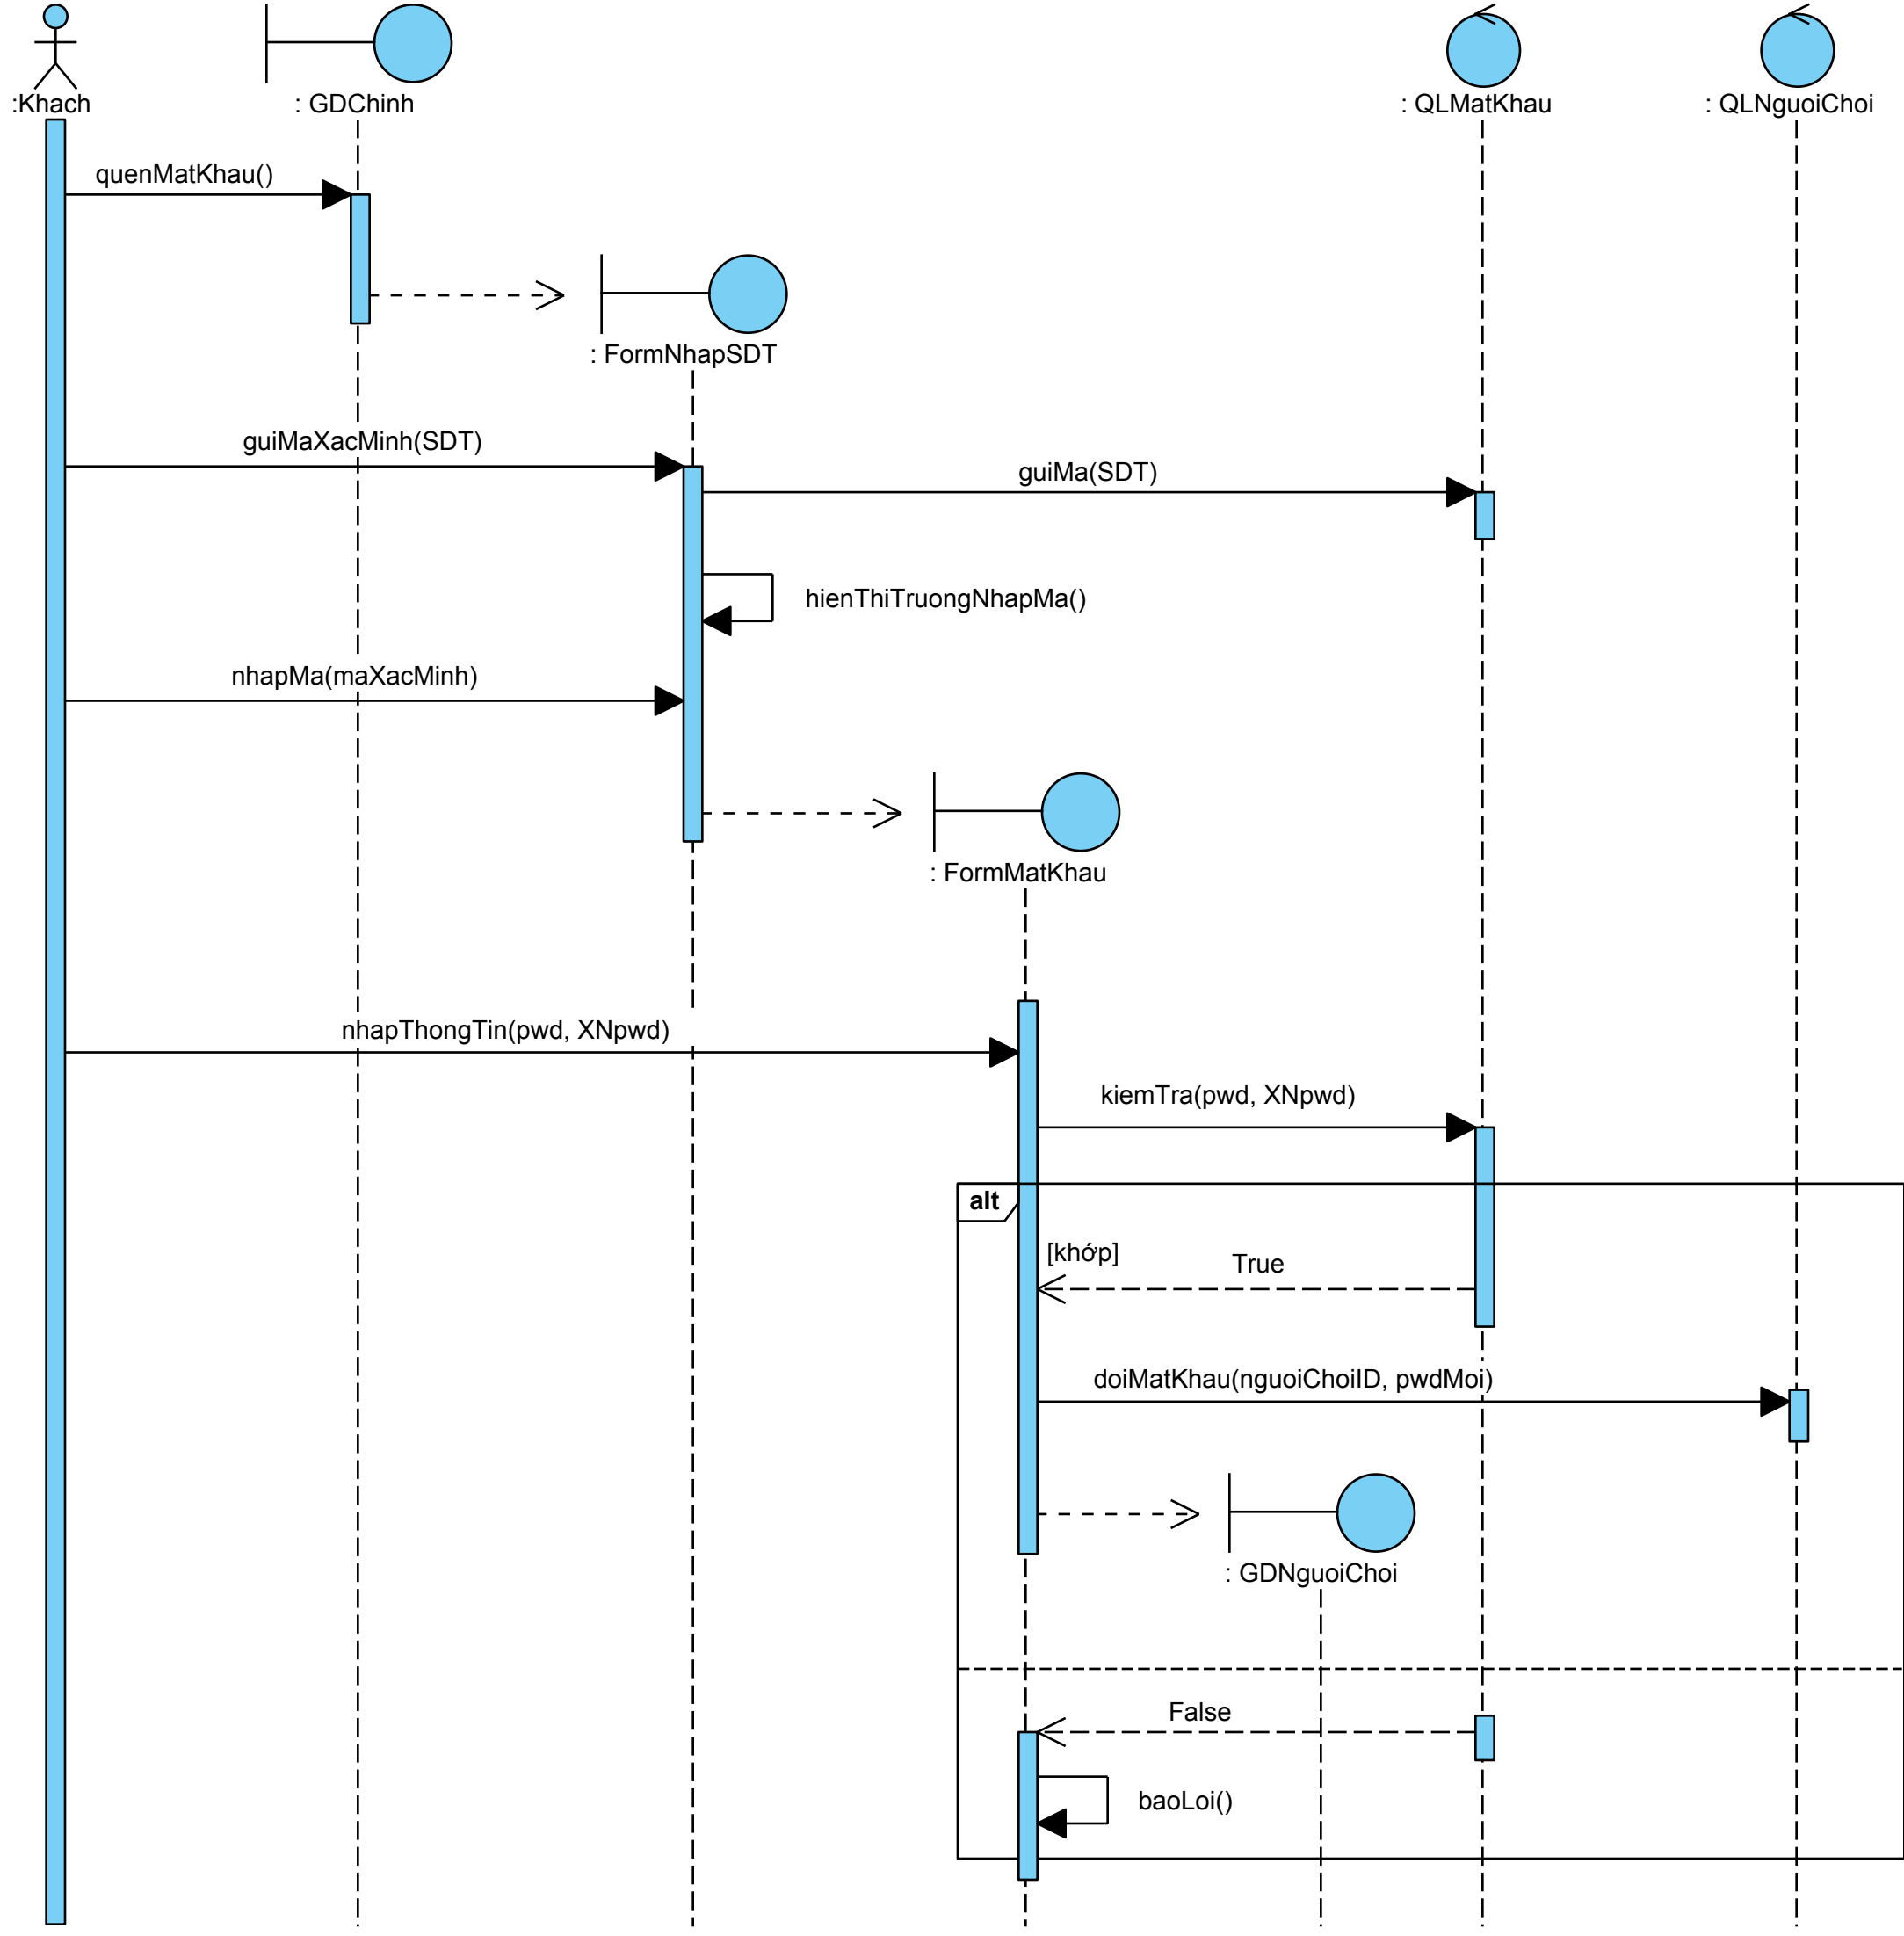 :Khach
: GDChinh
: QLMatKhau
: QLNguoiChoi
quenMatKhau()
: FormNhapSDT
guiMaXacMinh(SDT)
guiMa(SDT)
hienThiTruongNhapMa()
nhapMa(maXacMinh)
: FormMatKhau
nhapThongTin(pwd, XNpwd)
kiemTra(pwd, XNpwd)
alt
[khớp]
True
doiMatKhau(nguoiChoiID, pwdMoi)
: GDNguoiChoi
False
baoLoi()